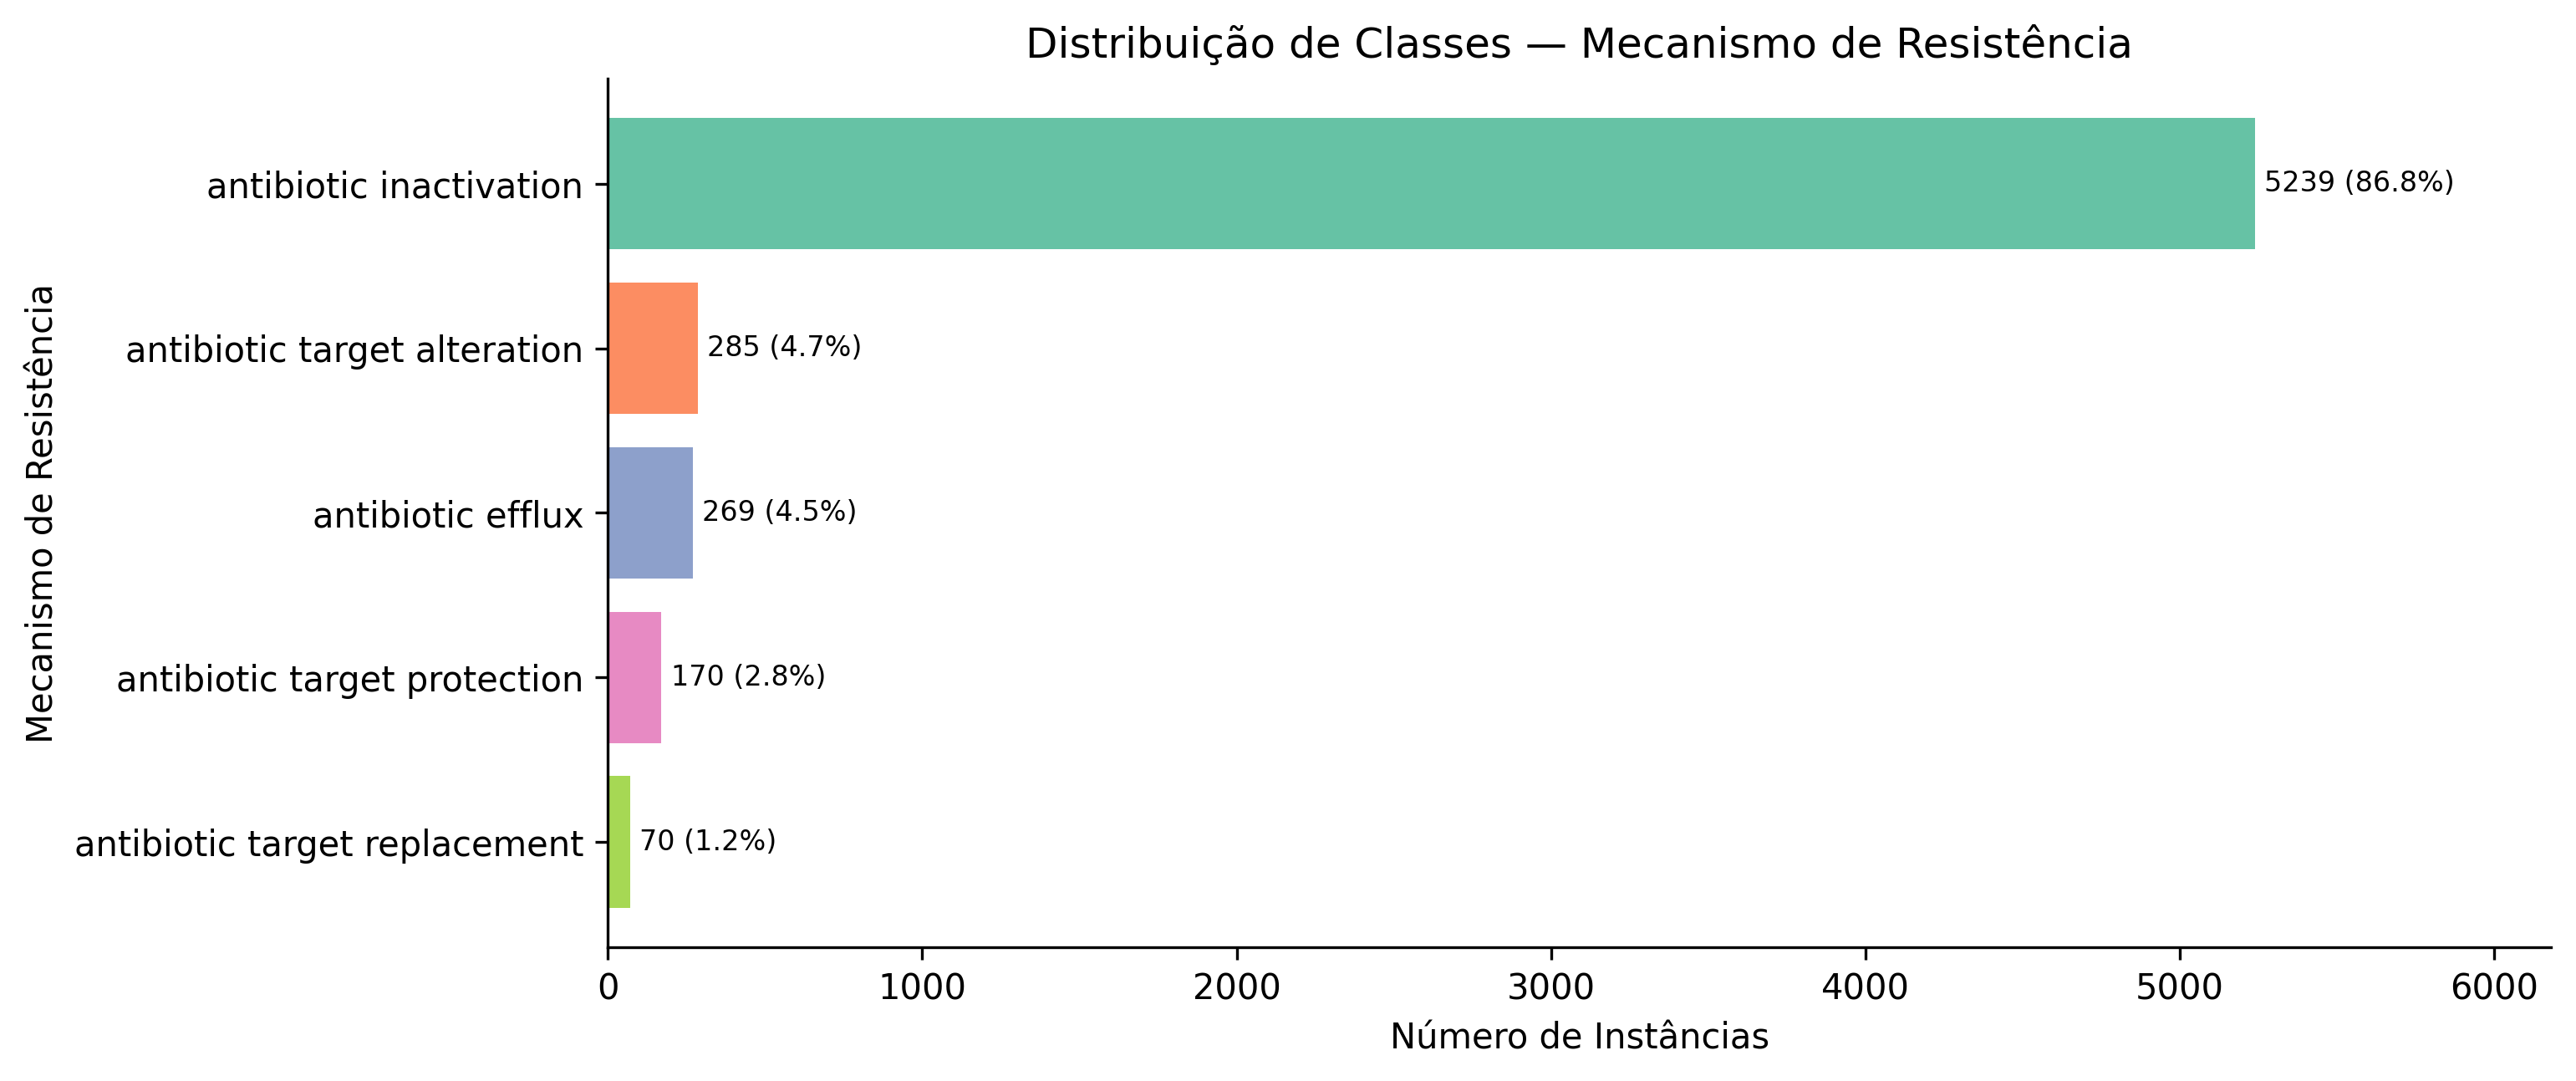 Distribuição de Classes — Mecanismo de Resistência
Mecanismo de Resistência
antibiotic inactivation
5239 (86.8%)
antibiotic target alteration
285 (4.7%)
antibiotic efflux
269 (4.5%)
antibiotic target protection
170 (2.8%)
antibiotic target replacement
70 (1.2%)
0 1000 2000 3000 4000 5000 6000
Número de Instâncias